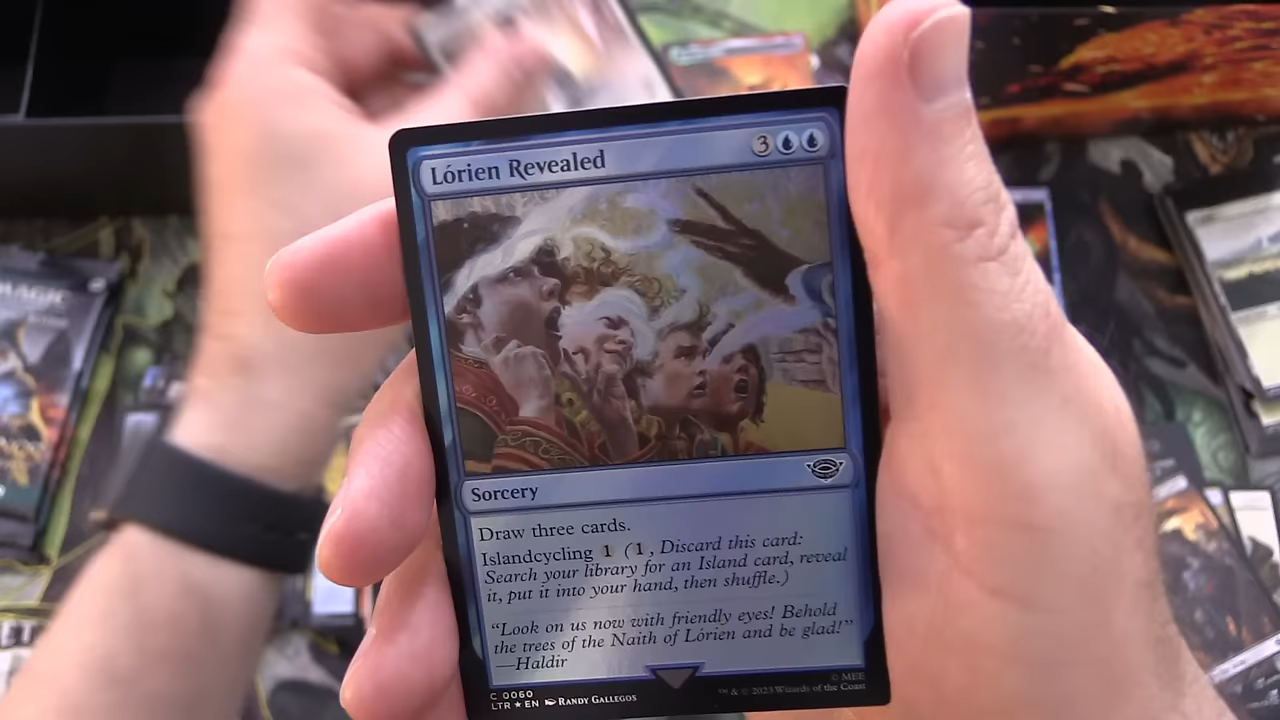 Lórien Revealed
3
MAGIC
Sorcery
Draw three cards.
Islandcycling 1 (1, Discard this card:
Search your library for an Island card, reveal
it, put it into your hand, then shuffle.)
“Look on us now with friendly eyes! Behold
the trees of the Naith of Lórien and be glad!”
—Haldir
C 0060
LTR ★ EN RANDY GALLEGOS
© MEE
™ & © 2023 Wizards of the Coast